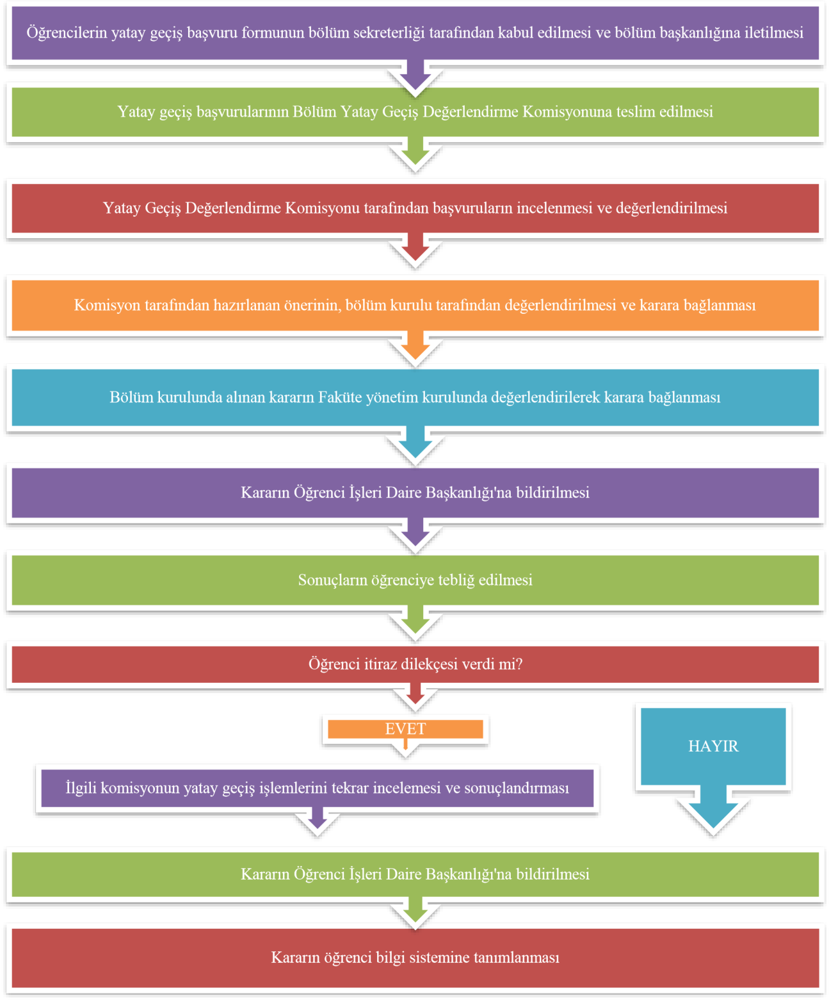 Öğrencilerin yatay geçiş başvuru formunun bölüm sekreterliği tarafından kabul edilmesi ve bölüm başkanlığına iletilmesi
Yatay geçiş başvurularının Bölüm Yatay Geçiş Değerlendirme Komisyonuna teslim edilmesi
Yatay Geçiş Değerlendirme Komisyonu tarafından başvuruların incelenmesi ve değerlendirilmesi
Komisyon tarafından hazırlanan önerinin, bölüm kurulu tarafından değerlendirilmesi ve karara bağlanması
Bölüm kurulunda alınan kararın Faküte yönetim kurulunda değerlendirilerek karara bağlanması
Kararın Öğrenci İşleri Daire Başkanlığı'na bildirilmesi
Sonuçların öğrenciye tebliğ edilmesi
Öğrenci itiraz dilekçesi verdi mi?
EVET
HAYIR
İlgili komisyonun yatay geçiş işlemlerini tekrar incelemesi ve sonuçlandırması
Kararın Öğrenci İşleri Daire Başkanlığı'na bildirilmesi
Kararın öğrenci bilgi sistemine tanımlanması